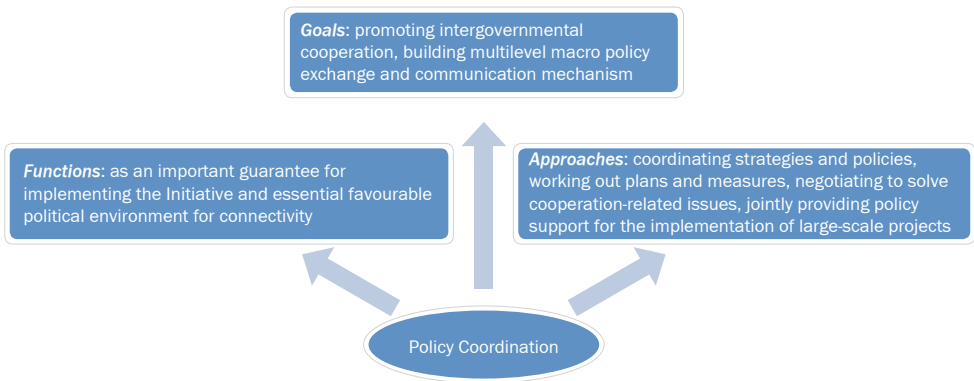 Goals: promoting intergovernmental
cooperation, building multilevel macro policy
exchange and communication mechanism
Functions: as an important guarantee for
implementing the Initiative and essential favourable
political environment for connectivity
Approaches: coordinating strategies and policies,
working out plans and measures, negotiating to solve
cooperation-related issues, jointly providing policy
support for the implementation of large-scale projects
Policy Coordination